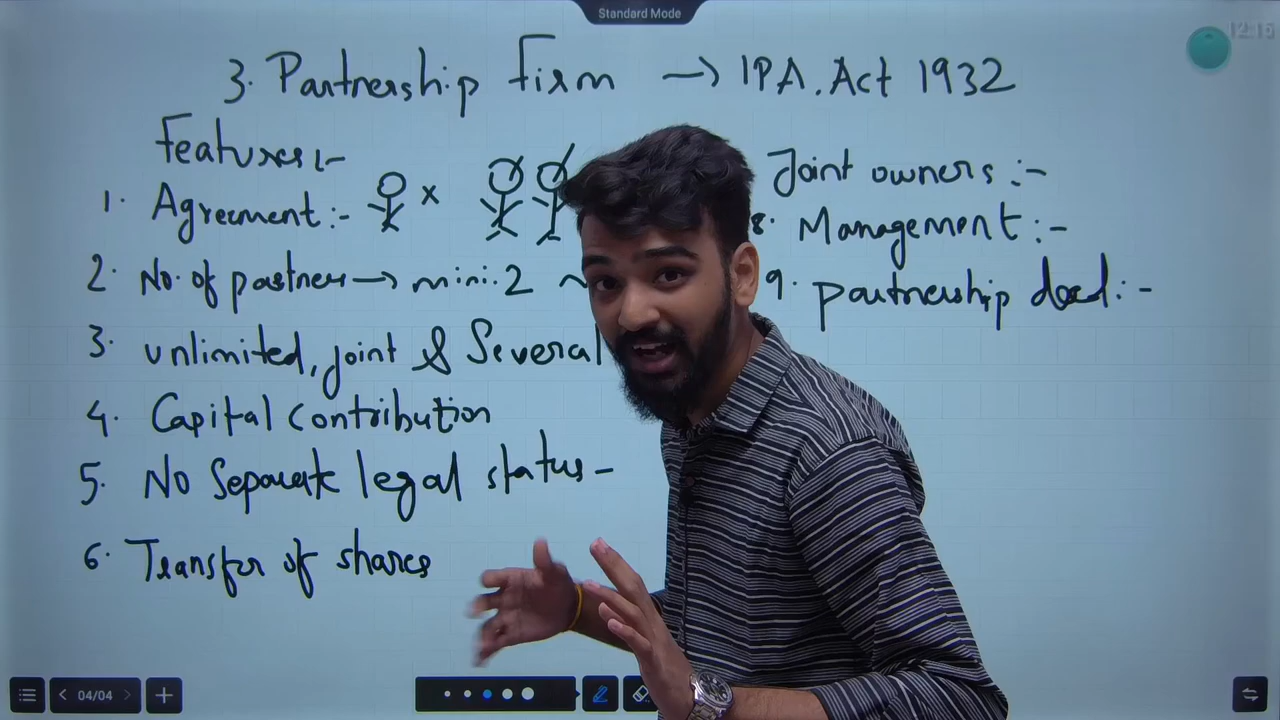 Standard Mode
12:15
3. Partnership firm → IPA. Act 1932
Features :-
1. Agreement :- x
2. No. of partner → mini. 2 ~
3. unlimited, joint & Several
4. Capital Contribution
5. No Separate legal status -
6. Transfer of shares
Joint owners :-
8. Management :-
9. partnership deed :-
04/04